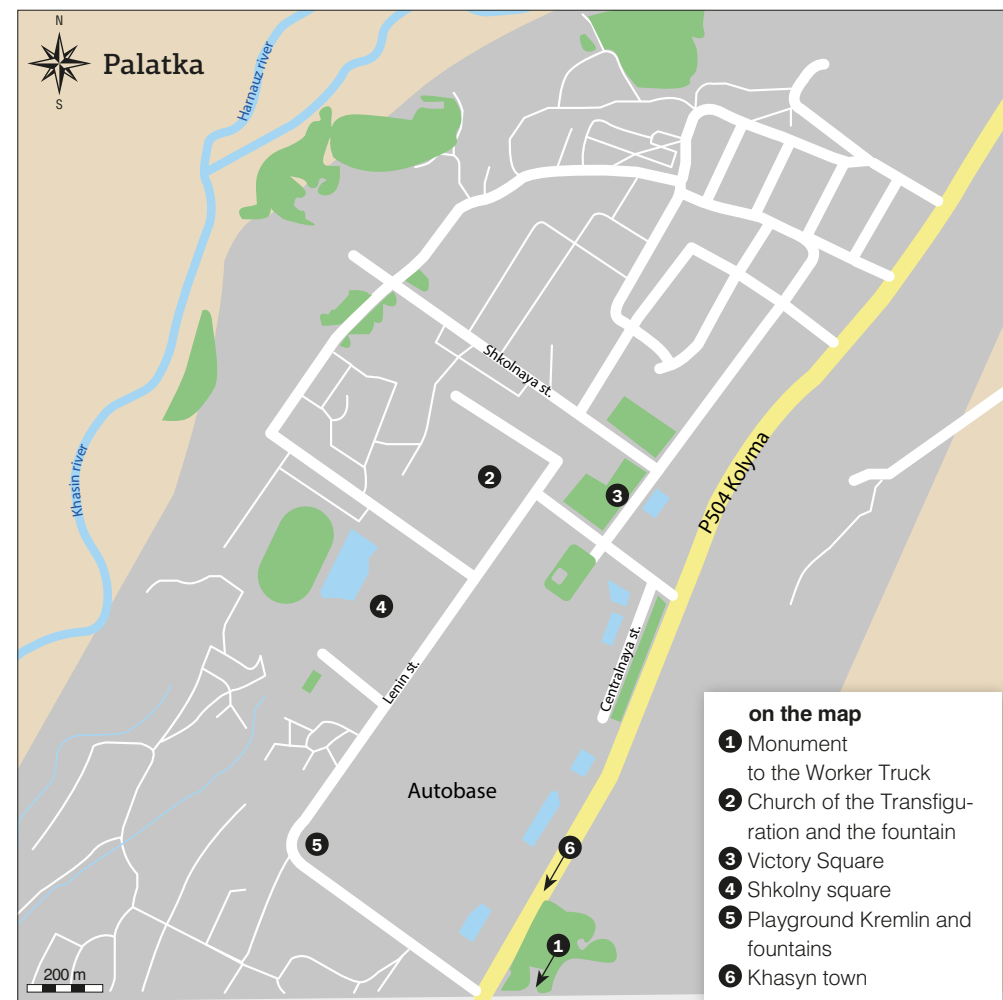 N
S
Palatka
Harnauz river
Khasin river
Shkolnaya st.
P504 Kolyma
2
3
4
Lenin st.
Centralnaya st.
Autobase
5
6
1
200 m
on the map
1 Monument
to the Worker Truck
2 Church of the Transfigu-
ration and the fountain
3 Victory Square
4 Shkolny square
5 Playground Kremlin and
fountains
6 Khasyn town